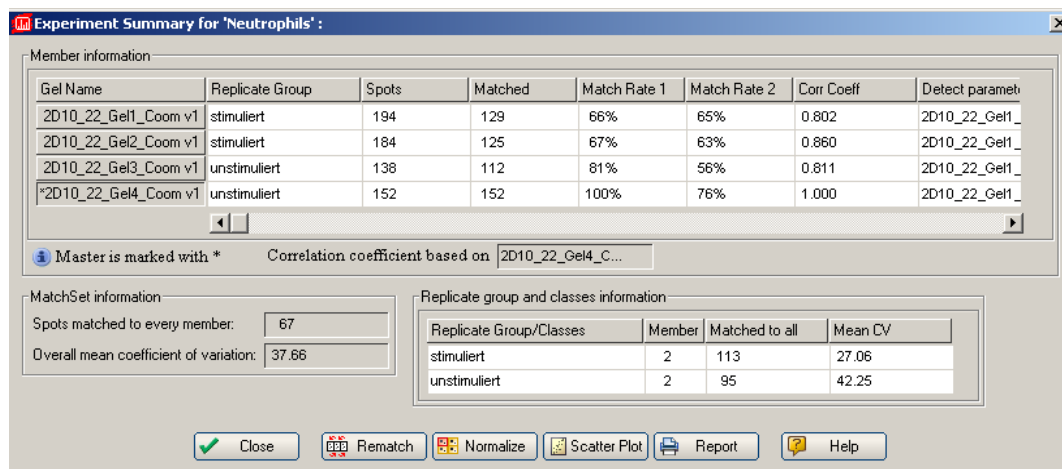 Experiment Summary for 'Neutrophils' :
Member information
Gel Name Replicate Group Spots Matched Match Rate 1 Match Rate 2 Corr Coeff Detect paramet
2D10_22_Gel1_Coom v1 stimuliert 194 129 66% 65% 0.802 2D10_22_Gel1_
2D10_22_Gel2_Coom v1 stimuliert 184 125 67% 63% 0.860 2D10_22_Gel1_
2D10_22_Gel3_Coom v1 unstimuliert 138 112 81% 56% 0.811 2D10_22_Gel1_
*2D10_22_Gel4_Coom v1 unstimuliert 152 152 100% 76% 1.000 2D10_22_Gel1_
Master is marked with * Correlation coefficient based on 2D10_22_Gel4_C...
MatchSet information
Spots matched to every member: 67
Overall mean coefficient of variation: 37.66
Replicate group and classes information
Replicate Group/Classes Member Matched to all Mean CV
stimuliert 2 113 27.06
unstimuliert 2 95 42.25
Close Rematch Normalize Scatter Plot Report Help